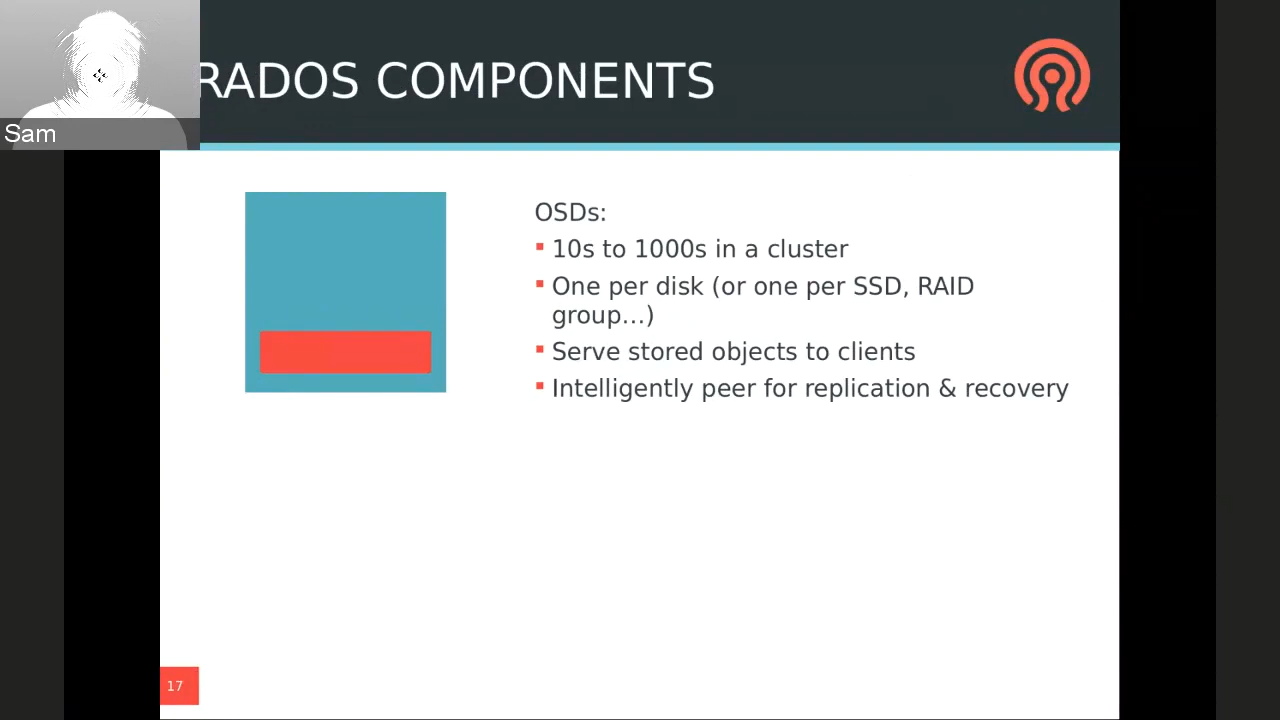 RADOS COMPONENTS
Sam
OSDs:
10s to 1000s in a cluster
One per disk (or one per SSD, RAID
group…)
Serve stored objects to clients
Intelligently peer for replication & recovery
17